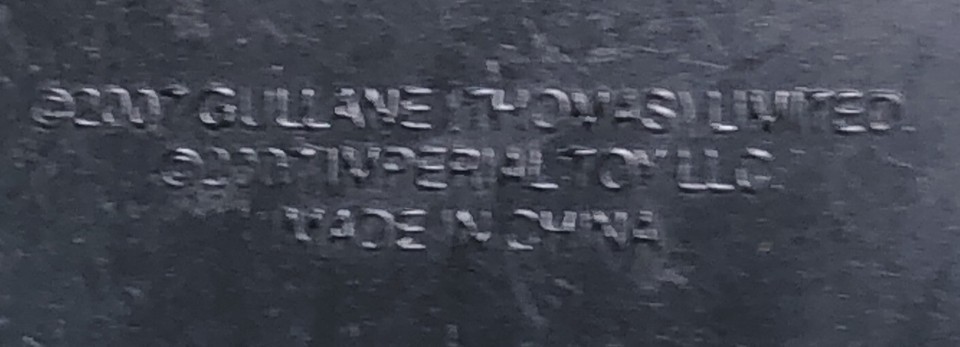 ©2007 GULLANE (THOMAS) LIMITED.
©2007 IMPERIAL TOY LLC.
MADE IN CHINA